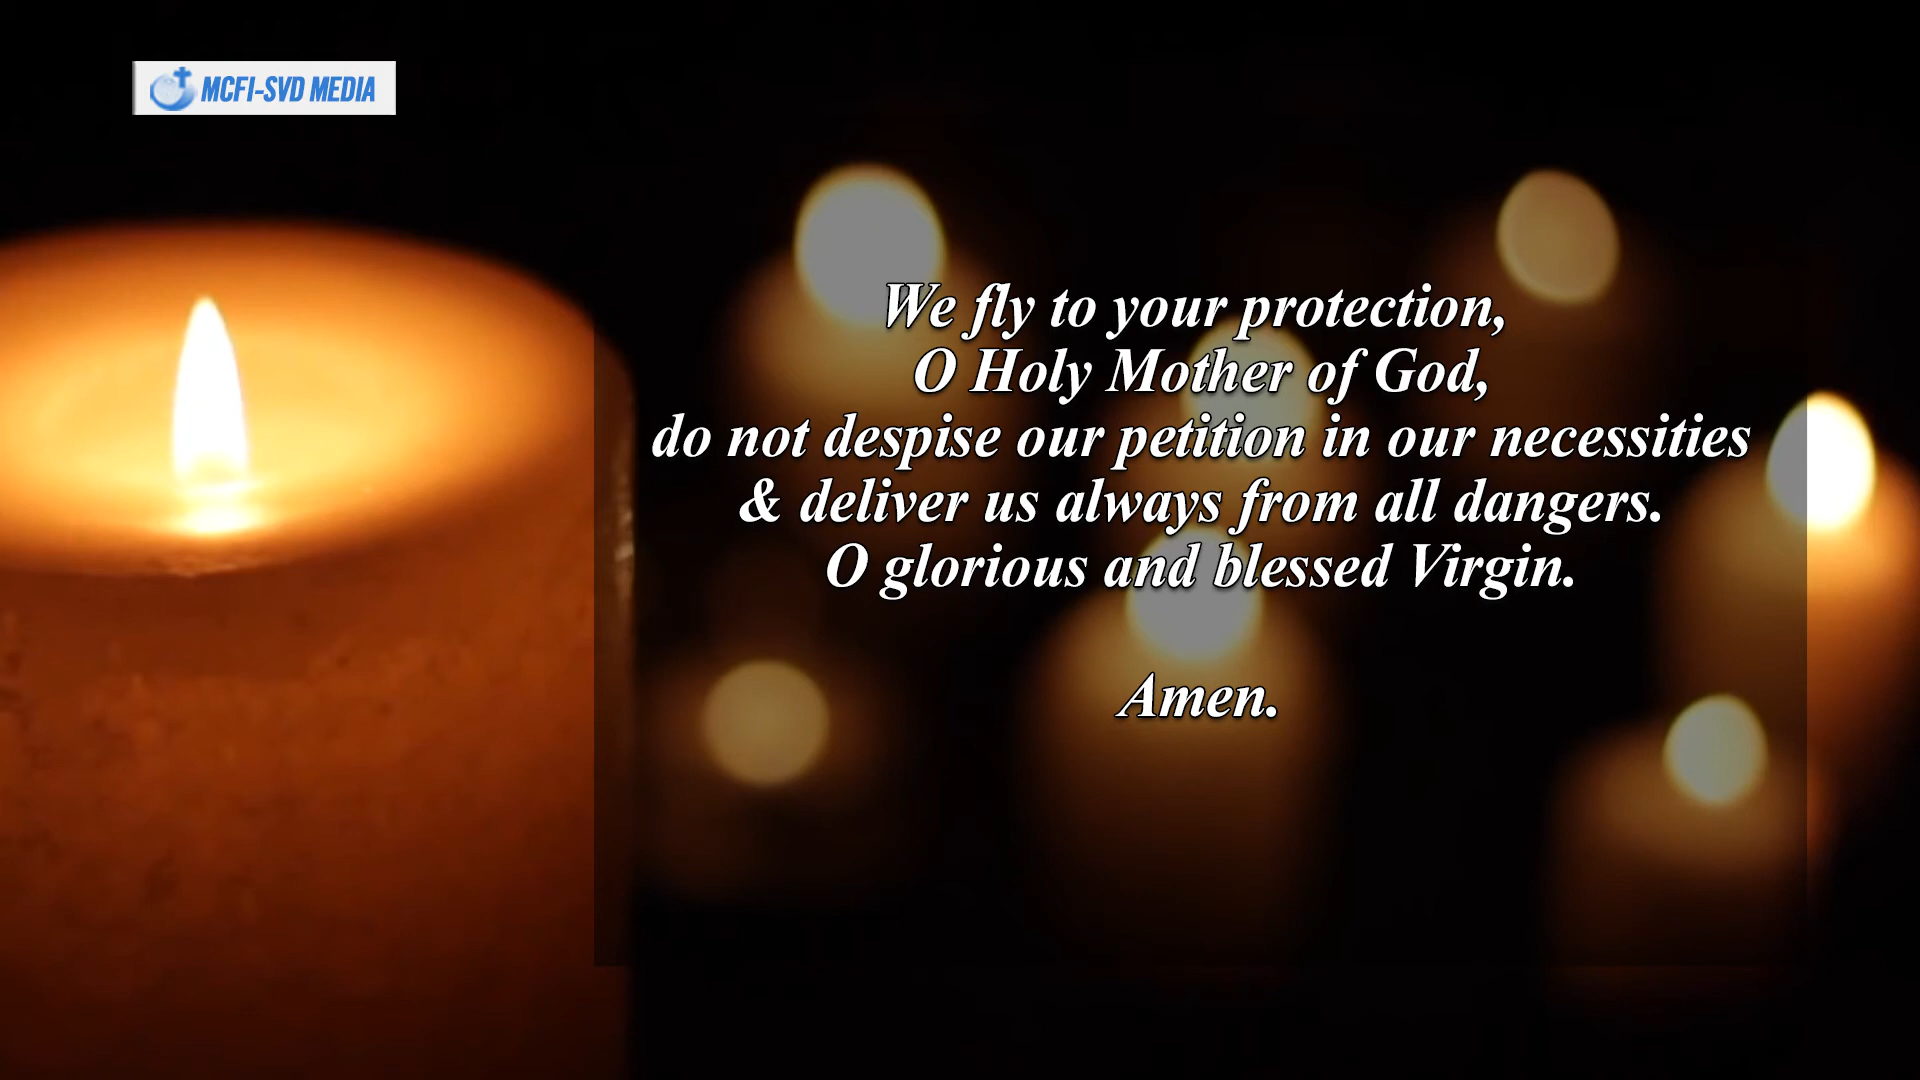 MCFI-SVD MEDIA
We fly to your protection,
O Holy Mother of God,
do not despise our petition in our necessities
& deliver us always from all dangers.
O glorious and blessed Virgin.
Amen.